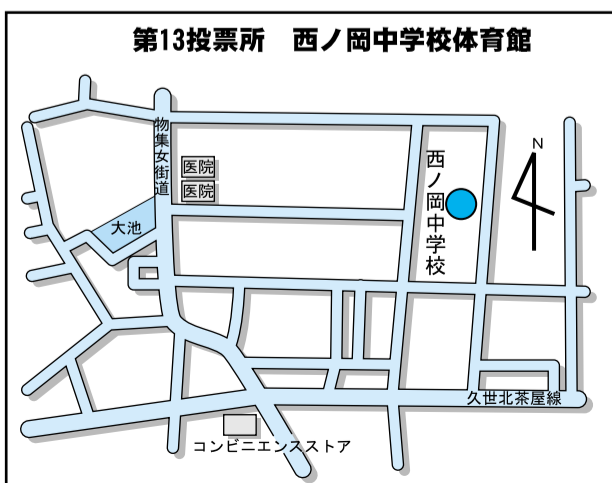 第13投票所　西ノ岡中学校体育館
物集女街道
医院
医院
西ノ岡中学校
N
大池
久世北茶屋線
コンビニエンスストア